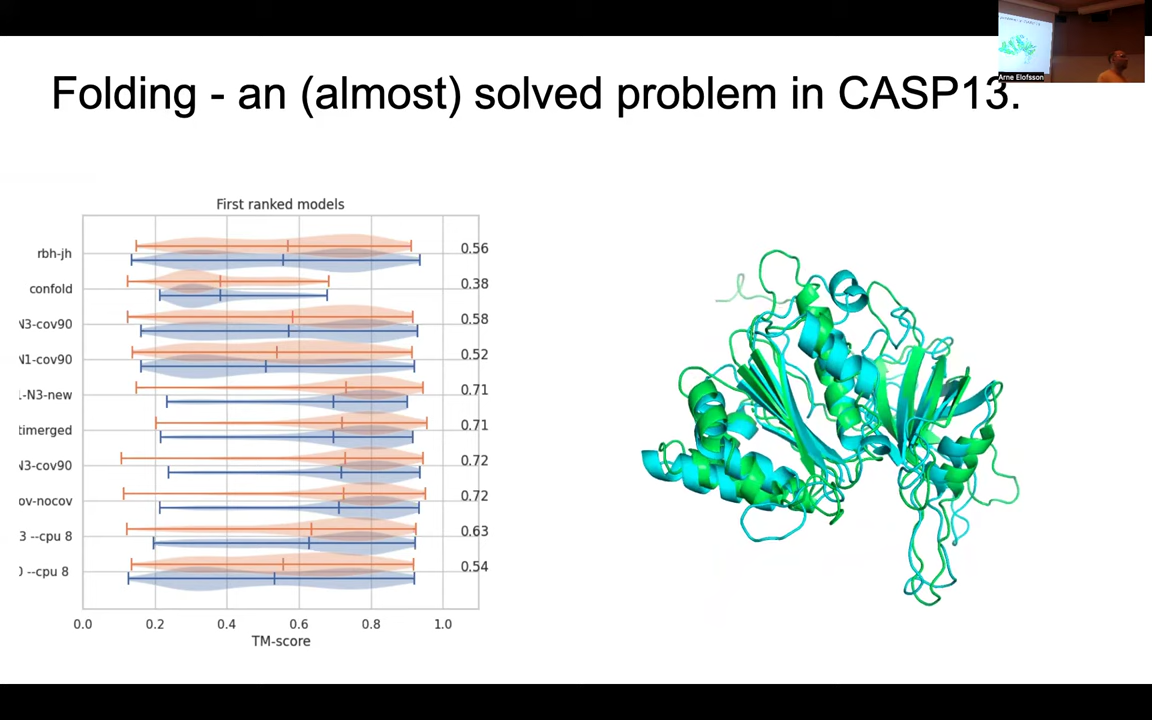 Arne Elofsson
Folding - an (almost) solved problem in CASP13.
First ranked models
rbh-jh 0.56
confold 0.38
N3-cov90 0.58
N1-cov90 0.52
-N3-new 0.71
timerged 0.71
N3-cov90 0.72
ov-nocov 0.72
3 --cpu 8 0.63
--cpu 8 0.54
0.0 0.2 0.4 0.6 0.8 1.0
TM-score